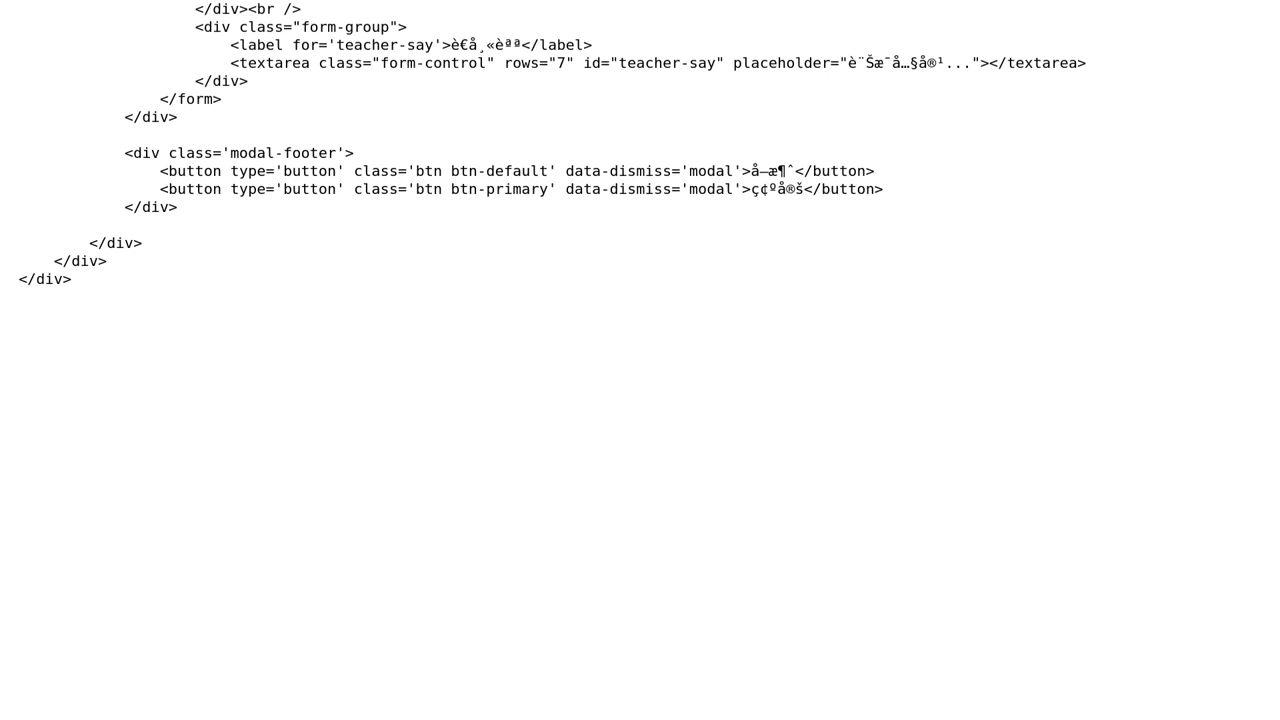 </div><br />
<div class="form-group">
<label for='teacher-say'>è€å¸«èªª</label>
<textarea class="form-control" rows="7" id="teacher-say" placeholder="è¨Šæ¯å…§å®¹..."></textarea>
</div>
</form>
</div>
<div class='modal-footer'>
<button type='button' class='btn btn-default' data-dismiss='modal'>å–æ¶ˆ</button>
<button type='button' class='btn btn-primary' data-dismiss='modal'>ç¢ºå®š</button>
</div>
</div>
</div>
</div>